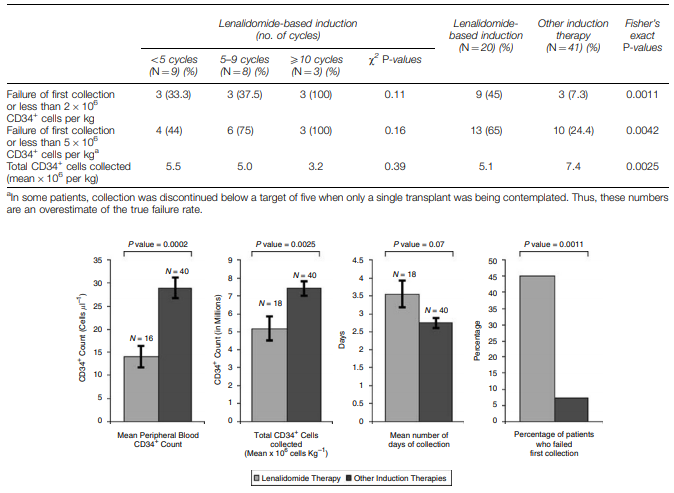 Lenalidomide-based induction (no. of cycles)
Lenalidomide-based induction (N = 20) (%)
Other induction therapy (N = 41) (%)
Fisher's exact P-values
<5 cycles (N = 9) (%)
5–9 cycles (N = 8) (%)
⩾10 cycles (N = 3) (%)
χ² P-values
Failure of first collection or less than 2 × 10⁶ CD34⁺ cells per kg 3 (33.3) 3 (37.5) 3 (100) 0.11 9 (45) 3 (7.3) 0.0011
Failure of first collection or less than 5 × 10⁶ CD34⁺ cells per kgᵃ 4 (44) 6 (75) 3 (100) 0.16 13 (65) 10 (24.4) 0.0042
Total CD34⁺ cells collected (mean × 10⁶ per kg) 5.5 5.0 3.2 0.39 5.1 7.4 0.0025
ᵃIn some patients, collection was discontinued below a target of five when only a single transplant was being contemplated. Thus, these numbers
are an overestimate of the true failure rate.
P value = 0.0002
CD34⁺ Count (Cells µl⁻¹)
35
30
25
20
15
10
5
0
N = 16
N = 40
Mean Peripheral Blood
CD34⁺ Count
P value = 0.0025
CD34⁺ Count (in Millions)
9
8
7
6
5
4
3
2
1
0
N = 18
N = 40
Total CD34⁺ Cells
collected
(Mean x 10⁶ cells Kg⁻¹)
P value = 0.07
Days
4.5
4
3.5
3
2.5
2
1.5
1
0.5
0
N = 18
N = 40
Mean number of
days of collection
P value = 0.0011
Percentage
50
45
40
35
30
25
20
15
10
5
0
Percentage of patients
who failed
first collection
Lenalidomide Therapy
Other Induction Therapies